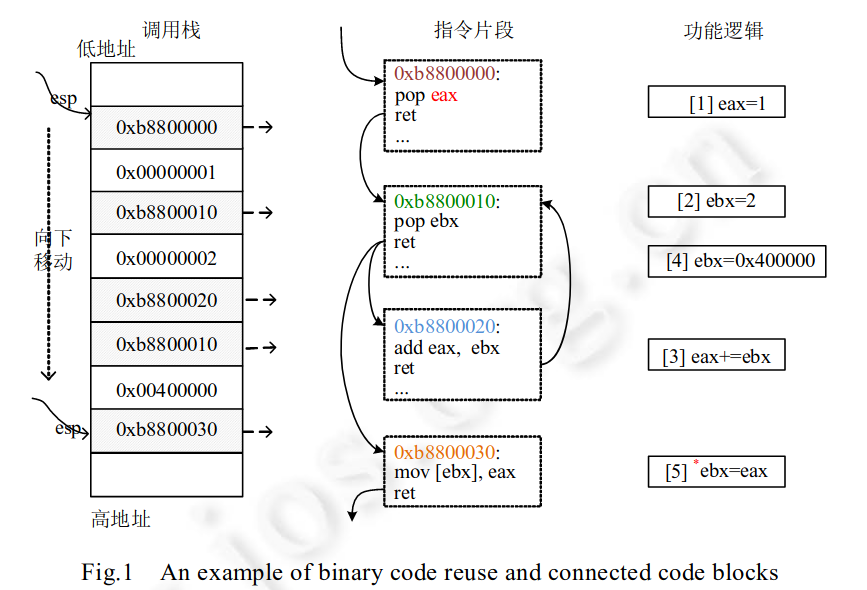 调用栈
指令片段
功能逻辑
低地址
esp
0xb8800000
0x00000001
0xb8800010
0x00000002
0xb8800020
0xb8800010
0x00400000
0xb8800030
向下
移动
esp
高地址
0xb8800000:
pop eax
ret
...
0xb8800010:
pop ebx
ret
...
0xb8800020:
add eax, ebx
ret
...
0xb8800030:
mov [ebx], eax
ret
[1] eax=1
[2] ebx=2
[4] ebx=0x400000
[3] eax+=ebx
[5] *ebx=eax
Fig.1 An example of binary code reuse and connected code blocks